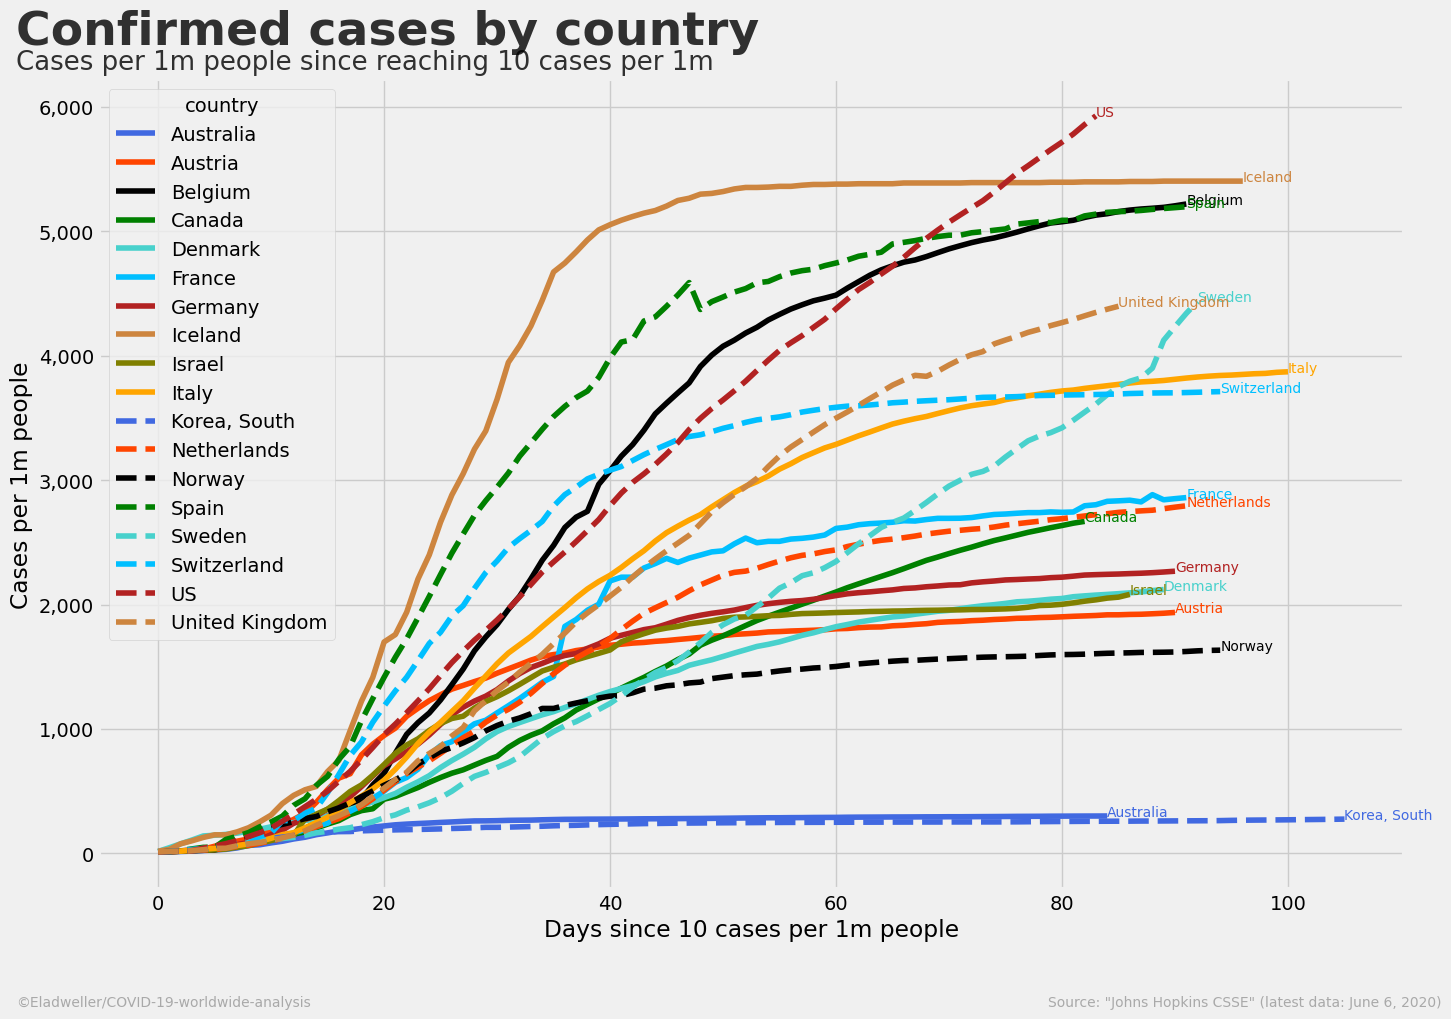 Confirmed cases by country
Cases per 1m people since reaching 10 cases per 1m
country
Australia
Austria
Belgium
Canada
Denmark
France
Germany
Iceland
Israel
Italy
Korea, South
Netherlands
Norway
Spain
Sweden
Switzerland
US
United Kingdom
Cases per 1m people
6,000
5,000
4,000
3,000
2,000
1,000
0
US
Iceland
Belgium
Spain
Sweden
United Kingdom
Italy
Switzerland
France
Netherlands
Canada
Germany
Denmark
Israel
Austria
Norway
Australia
Korea, South
0 20 40 60 80 100
Days since 10 cases per 1m people
©Eladweller/COVID-19-worldwide-analysis
Source: "Johns Hopkins CSSE" (latest data: June 6, 2020)